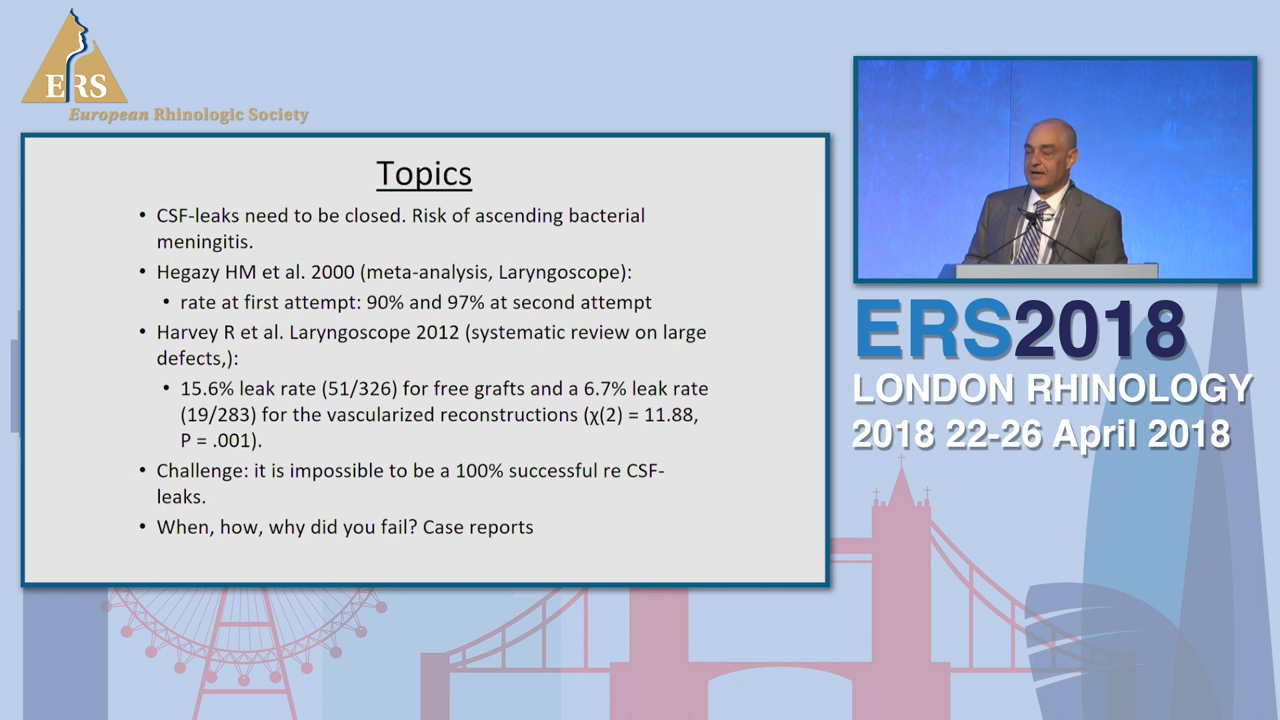 ERS
European Rhinologic Society
Topics
• CSF-leaks need to be closed. Risk of ascending bacterial
meningitis.
• Hegazy HM et al. 2000 (meta-analysis, Laryngoscope):
• rate at first attempt: 90% and 97% at second attempt
• Harvey R et al. Laryngoscope 2012 (systematic review on large
defects,):
• 15.6% leak rate (51/326) for free grafts and a 6.7% leak rate
(19/283) for the vascularized reconstructions (χ(2) = 11.88,
P = .001).
• Challenge: it is impossible to be a 100% successful re CSF-
leaks.
• When, how, why did you fail? Case reports
ERS2018
LONDON RHINOLOGY
2018 22-26 April 2018